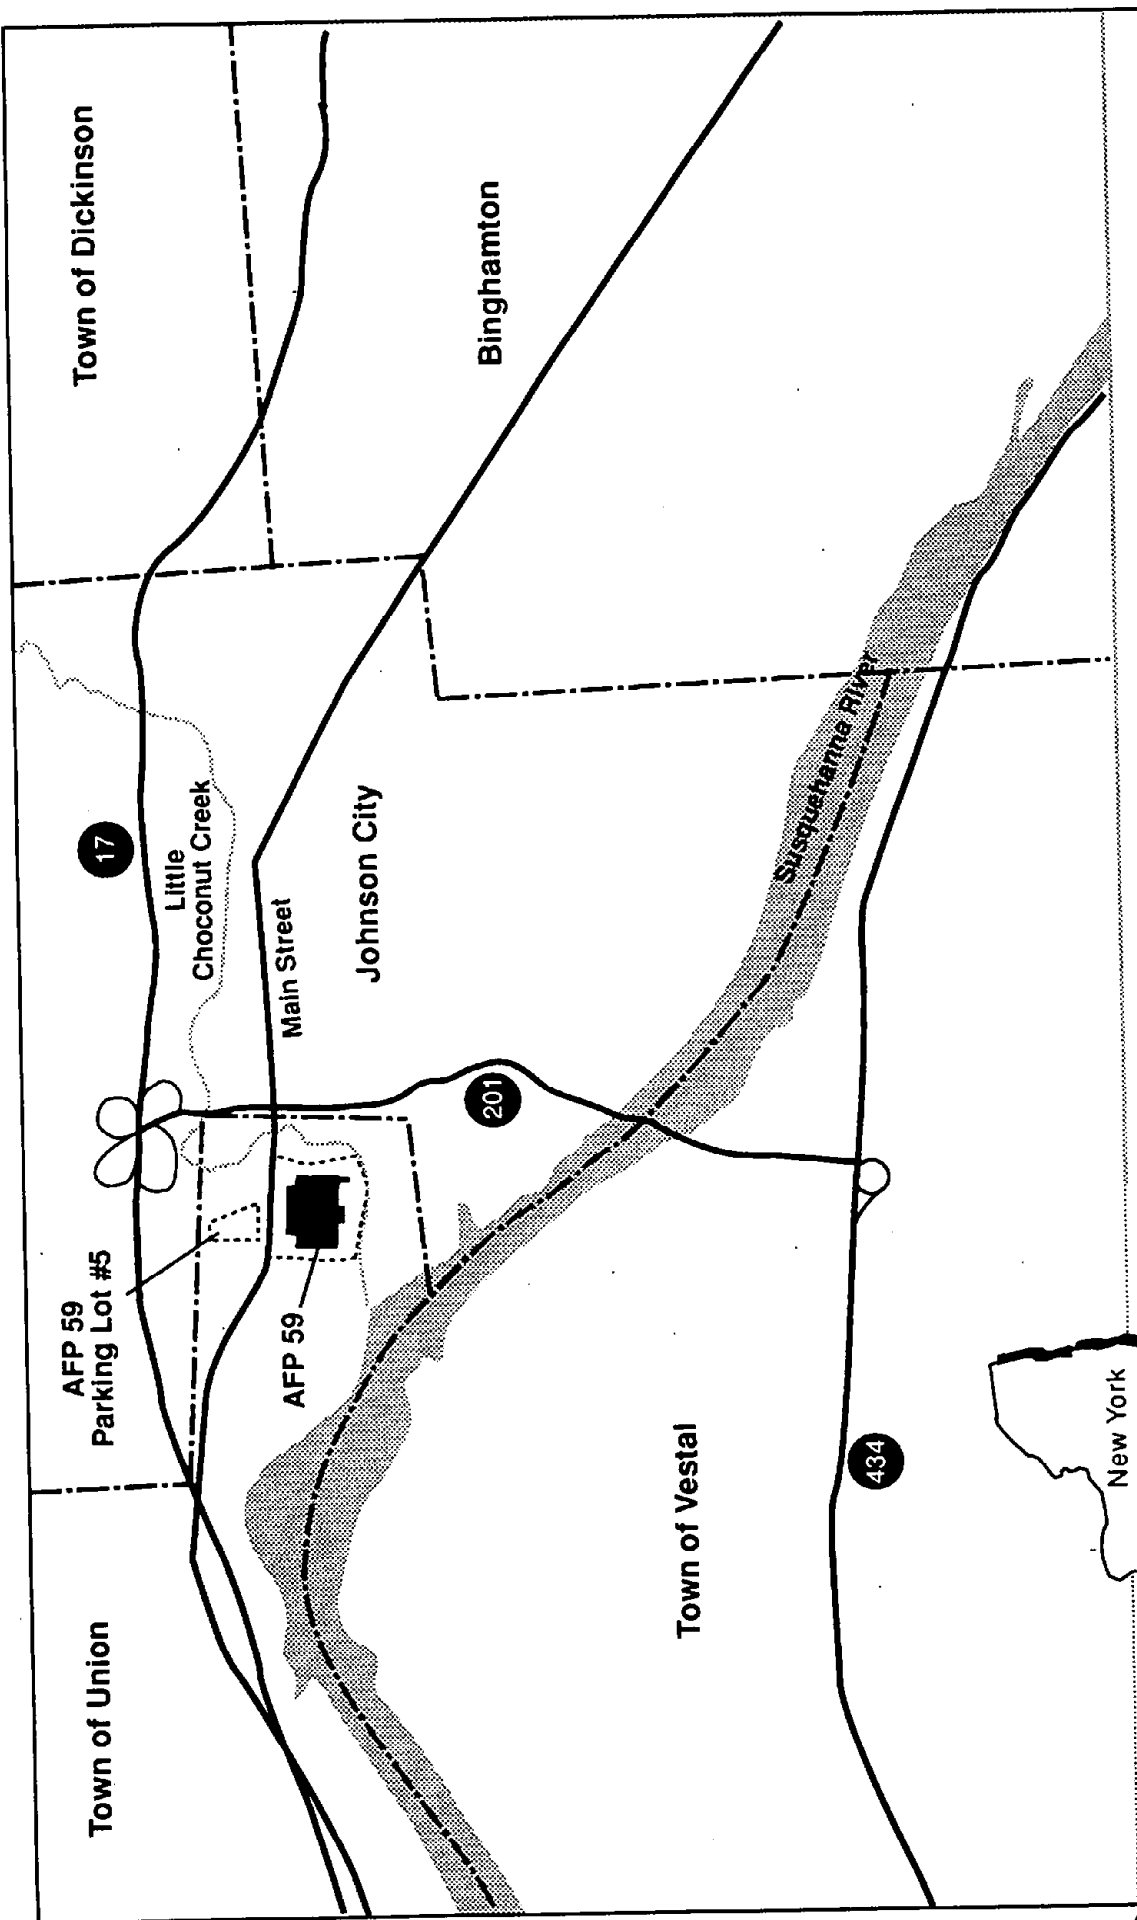 Town of Union
Town of Dickinson
AFP 59
Parking Lot #5
17
Little
Choconut Creek
Main Street
AFP 59
Johnson City
Binghamton
201
Susquehanna River
Town of Vestal
434
New York